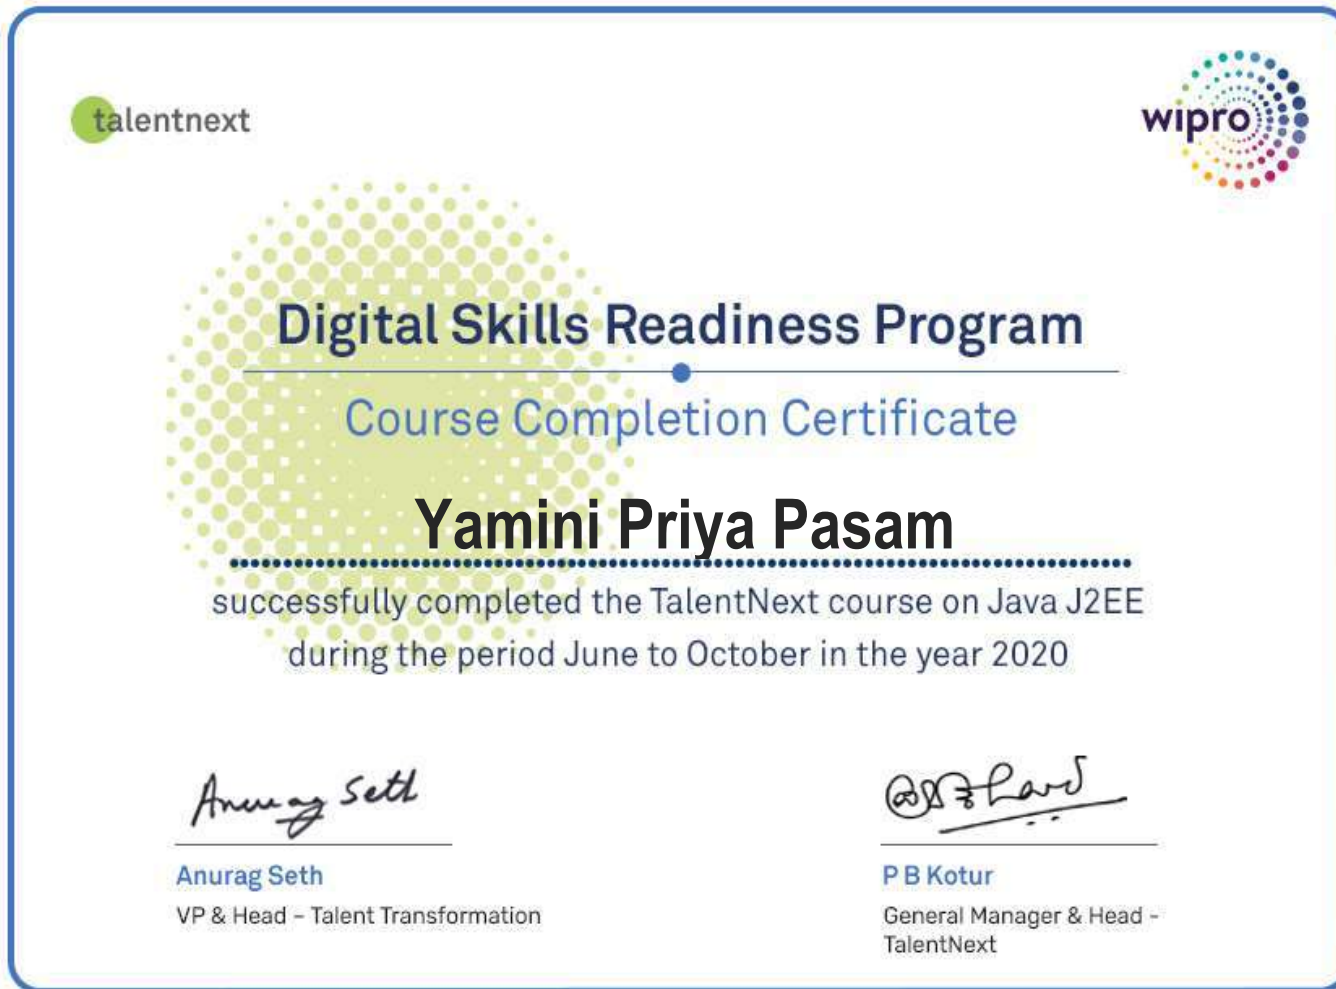 talentnext
wipro
Digital Skills Readiness Program
Course Completion Certificate
Yamini Priya Pasam
successfully completed the TalentNext course on Java J2EE
during the period June to October in the year 2020
Anurag Seth
Anurag Seth
P B Kotur
VP & Head – Talent Transformation
General Manager & Head -
TalentNext